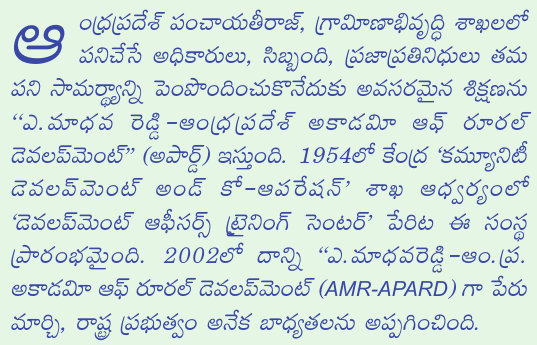 ఆంధ్రప్రదేశ్ పంచాయతీరాజ్, గ్రామీణాభివృద్ధి శాఖలలో
పనిచేసే అధికారులు, సిబ్బంది, ప్రజాప్రతినిధులు తమ
పని సామర్థ్యాన్ని పెంపొందించుకొనేదుకు అవసరమైన శిక్షణను
“ఎ.మాధవ రెడ్డి-ఆంధ్రప్రదేశ్ అకాడమీ ఆఫ్ రూరల్
డెవలప్‌మెంట్” (అపార్డ్) ఇస్తుంది. 1954లో కేంద్ర ‘కమ్యూనిటీ
డెవలప్‌మెంట్ అండ్ కో-ఆపరేషన్’ శాఖ ఆధ్వర్యంలో
‘డెవలప్‌మెంట్ ఆఫీసర్స్ ట్రైనింగ్ సెంటర్’ పేరిట ఈ సంస్థ
ప్రారంభమైంది. 2002లో దాన్ని “ఎ.మాధవరెడ్డి-ఆం.ప్ర.
అకాడమీ ఆఫ్ రూరల్ డెవలప్‌మెంట్ (AMR-APARD) గా పేరు
మార్చి, రాష్ట్ర ప్రభుత్వం అనేక బాధ్యతలను అప్పగించింది.